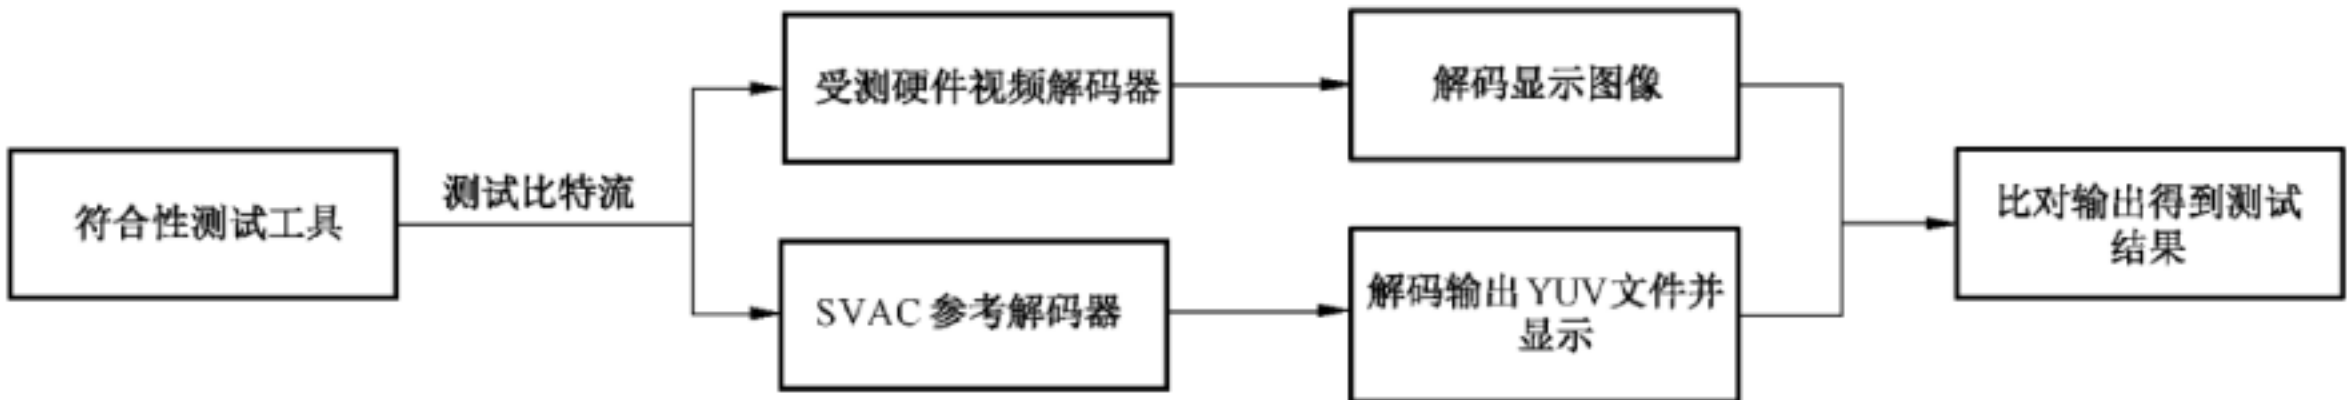 符合性测试工具
测试比特流
受测硬件视频解码器
SVAC 参考解码器
解码显示图像
解码输出 YUV 文件并
显示
比对输出得到测试
结果